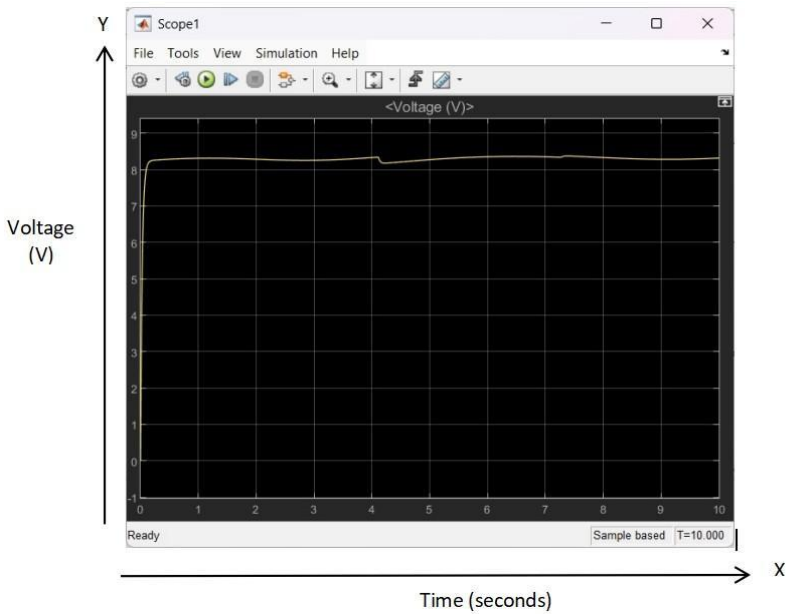 Y
Scope1
File Tools View Simulation Help
<Voltage (V)>
9
8
7
6
5
4
3
2
1
0
-1
0 1 2 3 4 5 6 7 8 9 10
Ready
Sample based T=10.000
Voltage
(V)
X
Time (seconds)